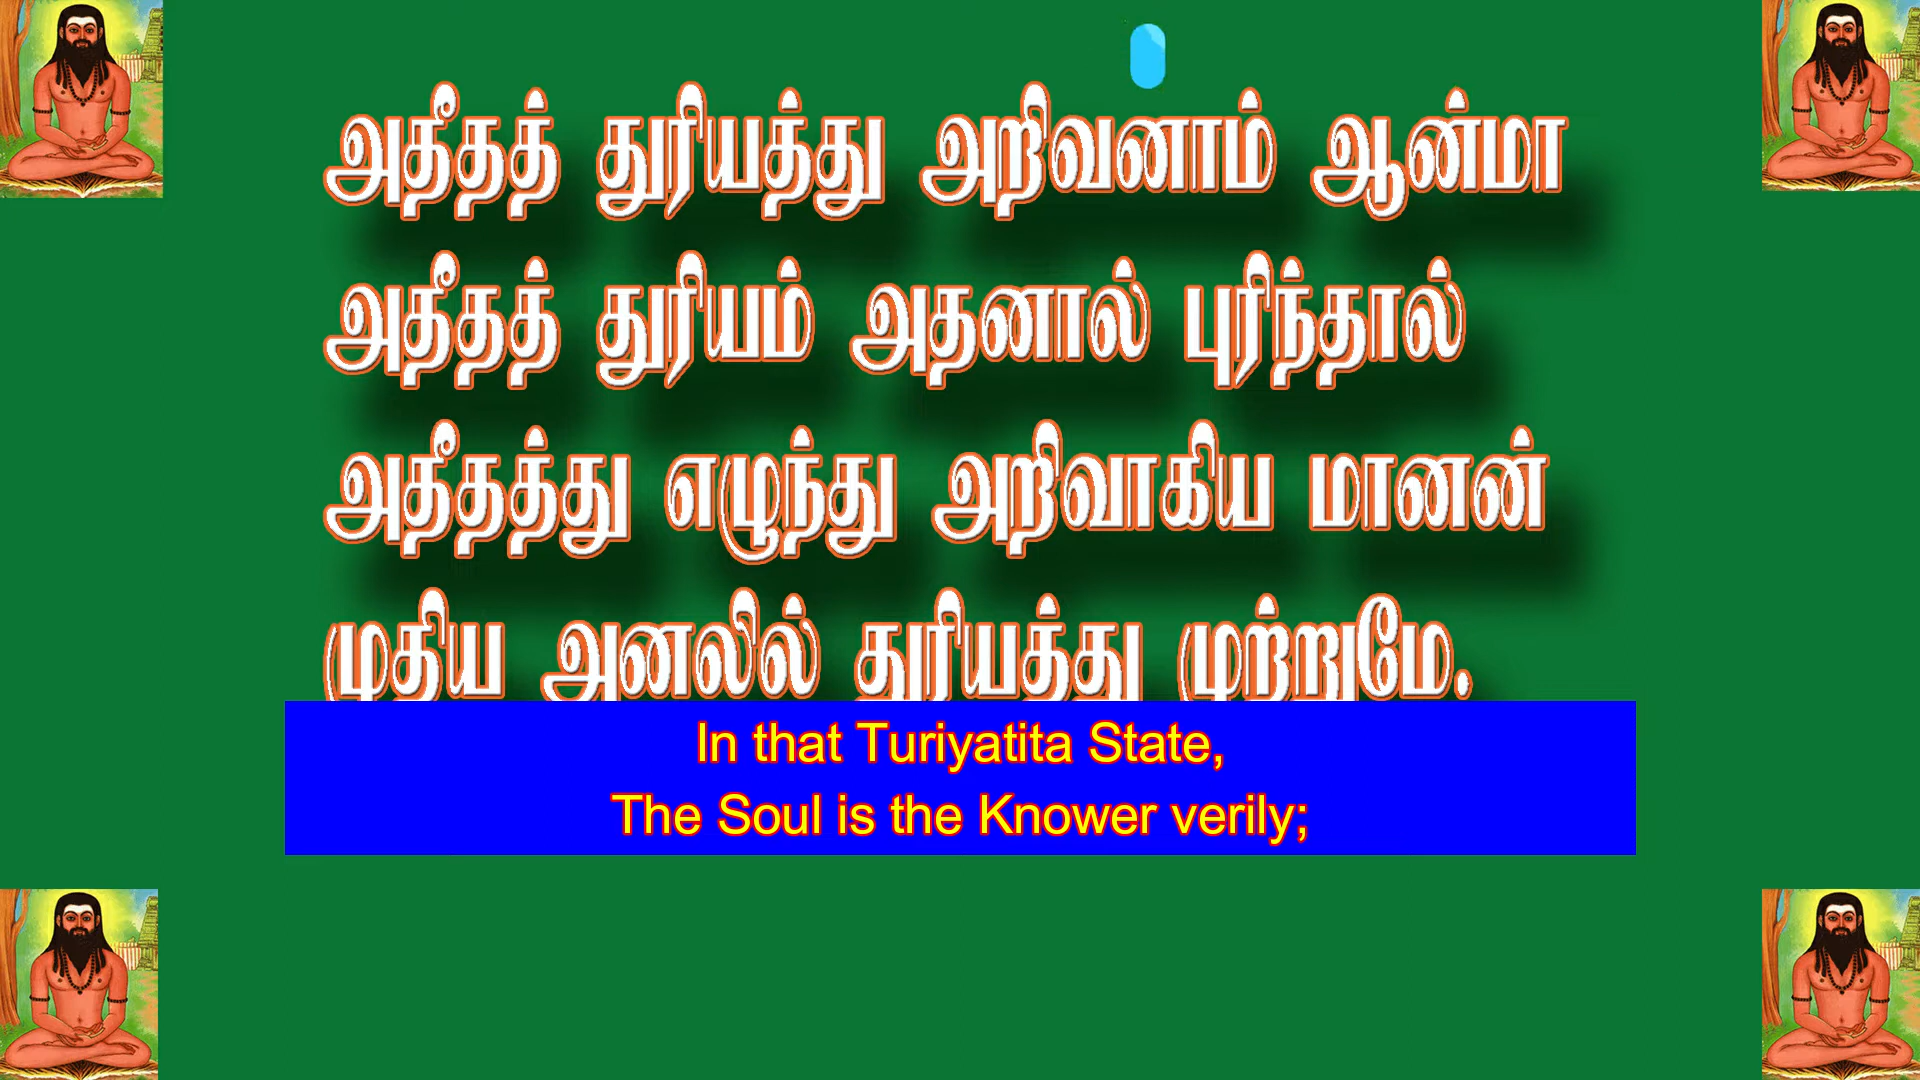 அதீதத் துரியத்து அறிவனாம் ஆன்மா
அதீதத் துரியம் அதனால் புரிந்தால்
அதீதத்து எழுந்து அறிவாகிய மானன்
முதிய அனலில் துரியத்து முற்றுமே.
In that Turiyatita State,
The Soul is the Knower verily;